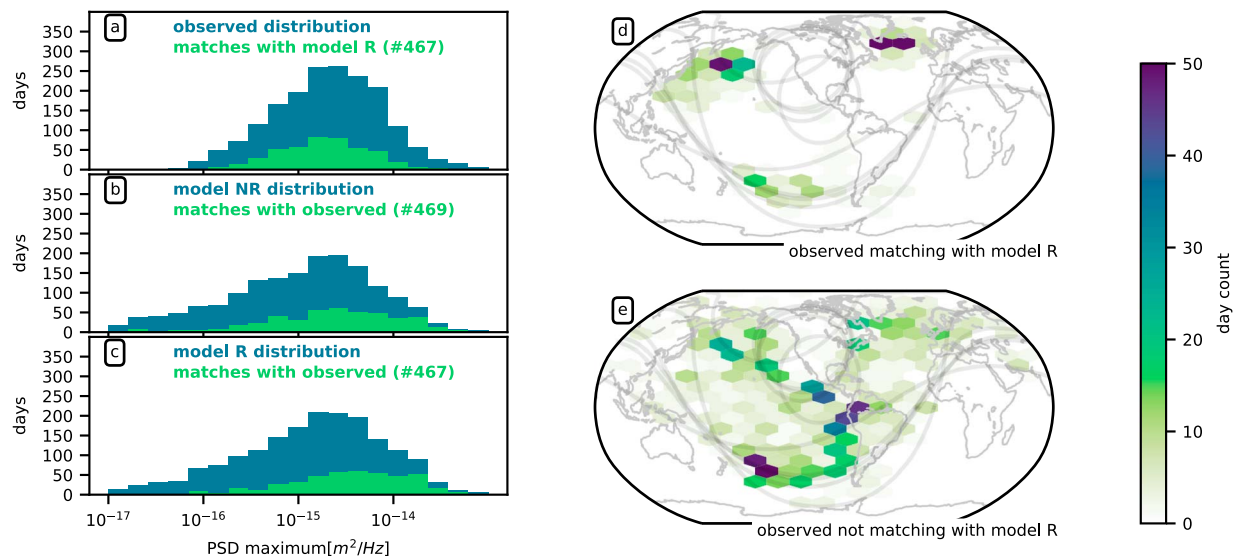 a
observed distribution
matches with model R (#467)
days
350
300
250
200
150
100
50
0
b
model NR distribution
matches with observed (#469)
days
350
300
250
200
150
100
50
0
c
model R distribution
matches with observed (#467)
days
350
300
250
200
150
100
50
0
10⁻¹⁷ 10⁻¹⁶ 10⁻¹⁵ 10⁻¹⁴
PSD maximum[m²/Hz]
d
observed matching with model R
e
observed not matching with model R
50
40
30
20
10
0
day count